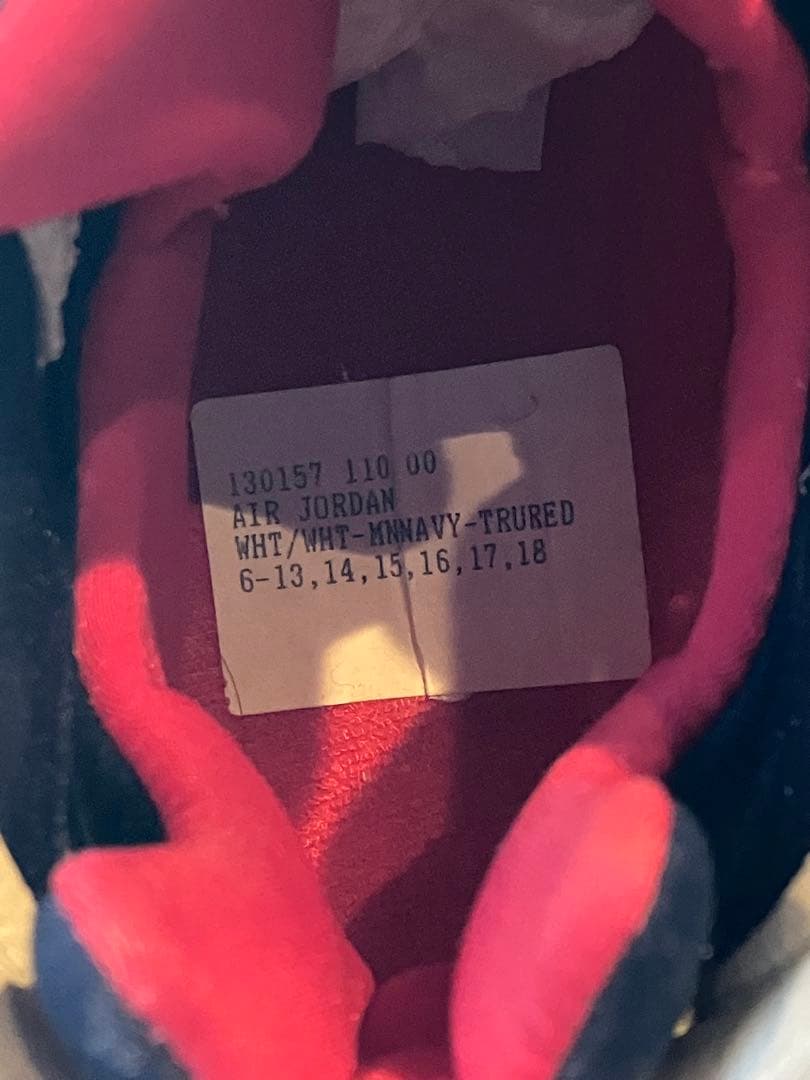 130157 110 00
AIR JORDAN
WHT/WHT-MNNAVY-TRURED
6-13,14,15,16,17,18